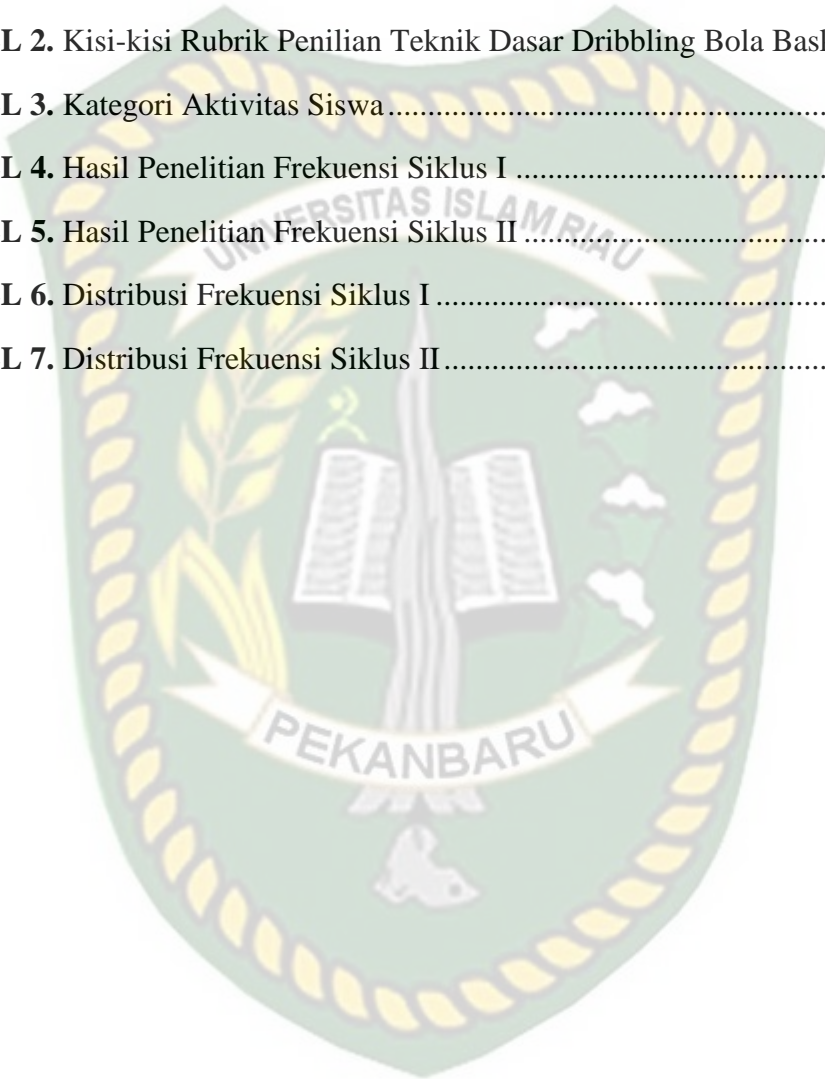 L 2. Kisi-kisi Rubrik Penilian Teknik Dasar Dribbling Bola
L 3. Kategori Aktivitas Siswa
L 4. Hasil Penelitian Frekuensi Siklus I
L 5. Hasil Penelitian Frekuensi Siklus II
L 6. Distribusi Frekuensi Siklus I
L 7. Distribusi Frekuensi Siklus II
UNIVERSITAS ISLAM RIAU
PEKANBARU